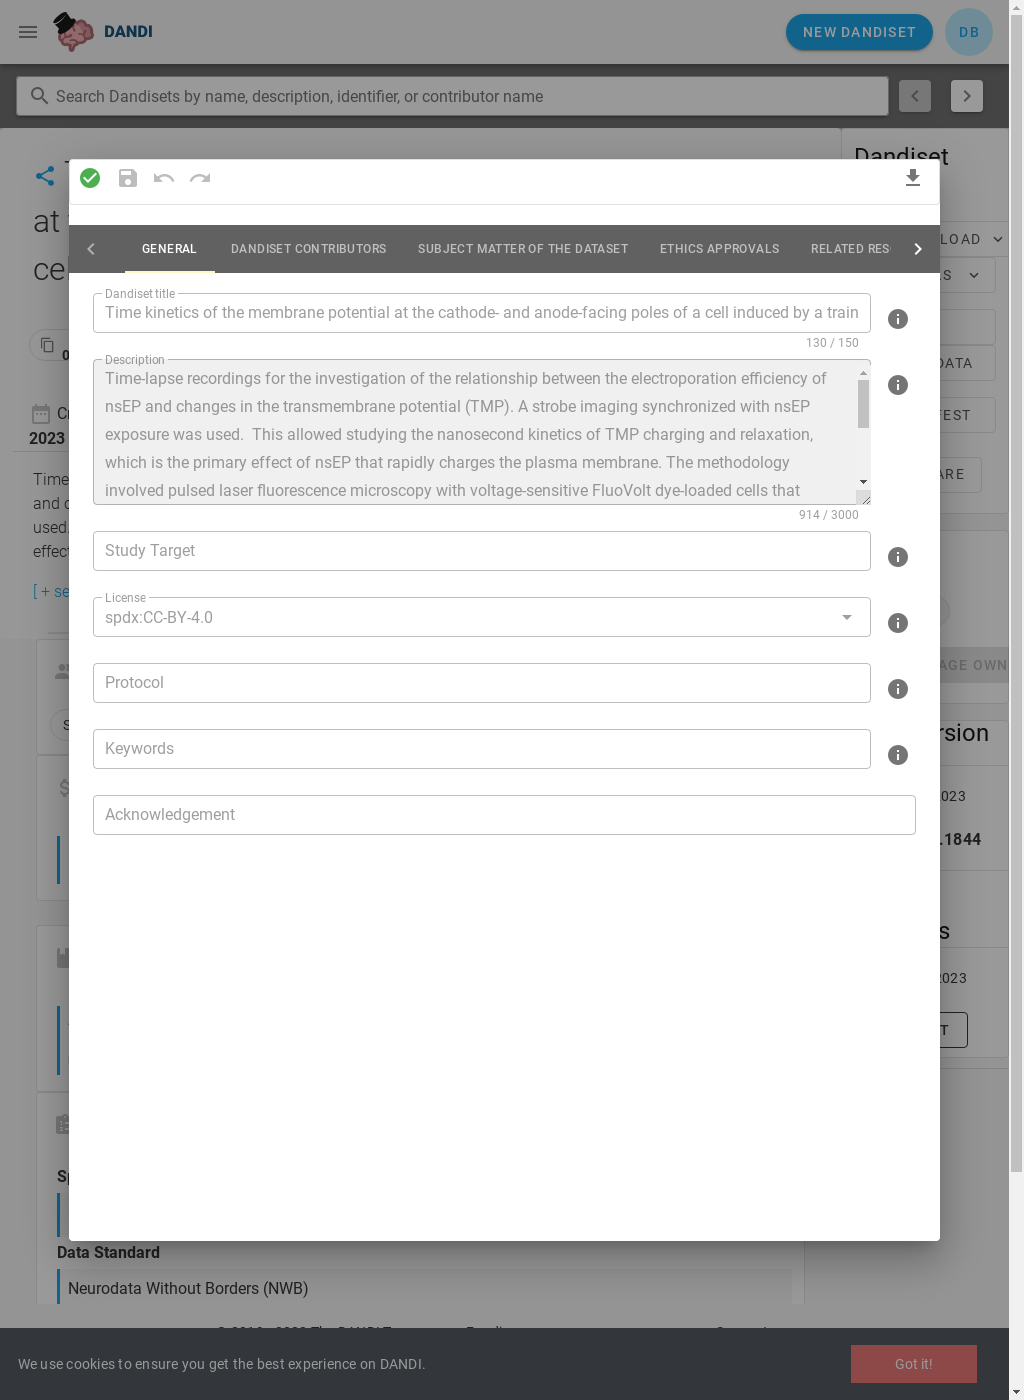 DANDI
NEW DANDISET
DB
Search Dandisets by name, description, identifier, or contributor name
Dandiset
at
ce
GENERAL
DANDISET CONTRIBUTORS
SUBJECT MATTER OF THE DATASET
ETHICS APPROVALS
RELATED RES
LOAD
S
Dandiset title
Time kinetics of the membrane potential at the cathode- and anode-facing poles of a cell induced by a train
130 / 150
Description
Time-lapse recordings for the investigation of the relationship between the electroporation efficiency of
nsEP and changes in the transmembrane potential (TMP). A strobe imaging synchronized with nsEP
exposure was used.  This allowed studying the nanosecond kinetics of TMP charging and relaxation,
which is the primary effect of nsEP that rapidly charges the plasma membrane. The methodology
involved pulsed laser fluorescence microscopy with voltage-sensitive FluoVolt dye-loaded cells that
914 / 3000
DATA
FEST
ARE
2023
Time
and c
used.
effect
[ + se
Study Target
License
spdx:CC-BY-4.0
Protocol
Keywords
Acknowledgement
AGE OWN
rsion
2023
.1844
s
2023
T
Data Standard
Neurodata Without Borders (NWB)
We use cookies to ensure you get the best experience on DANDI.
Got it!